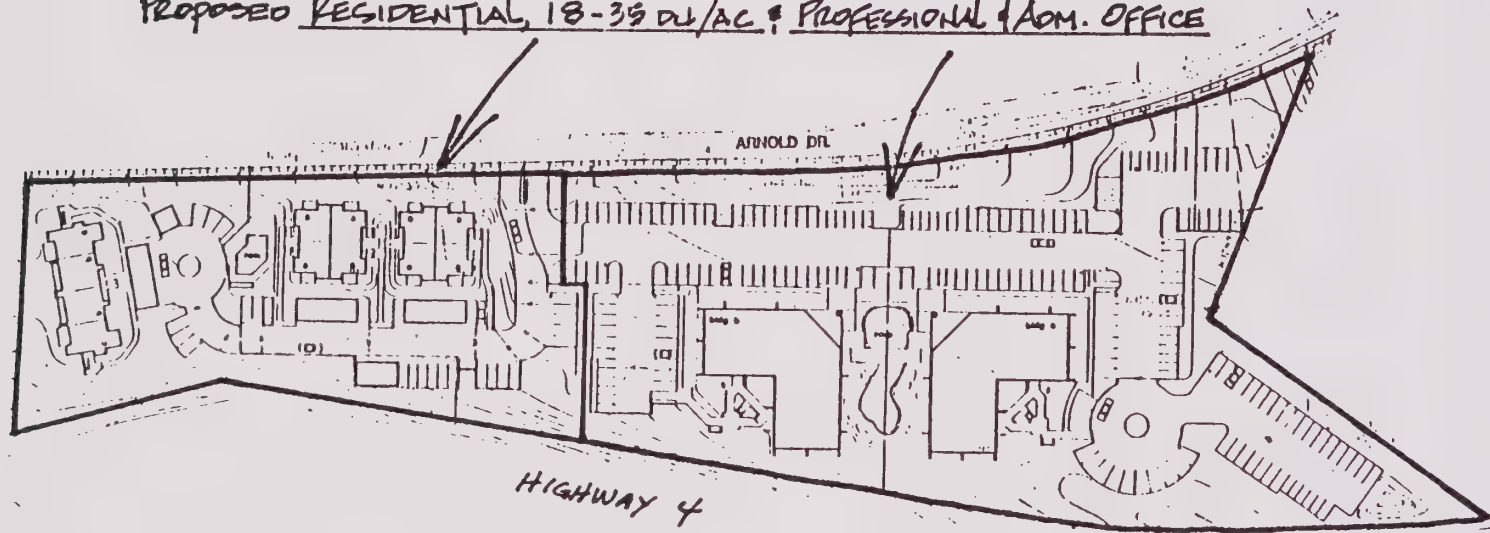 PROPOSED RESIDENTIAL, 18-35 DU/AC & PROFESSIONAL & ADM. OFFICE
ARNOLD DR.
HIGHWAY 4